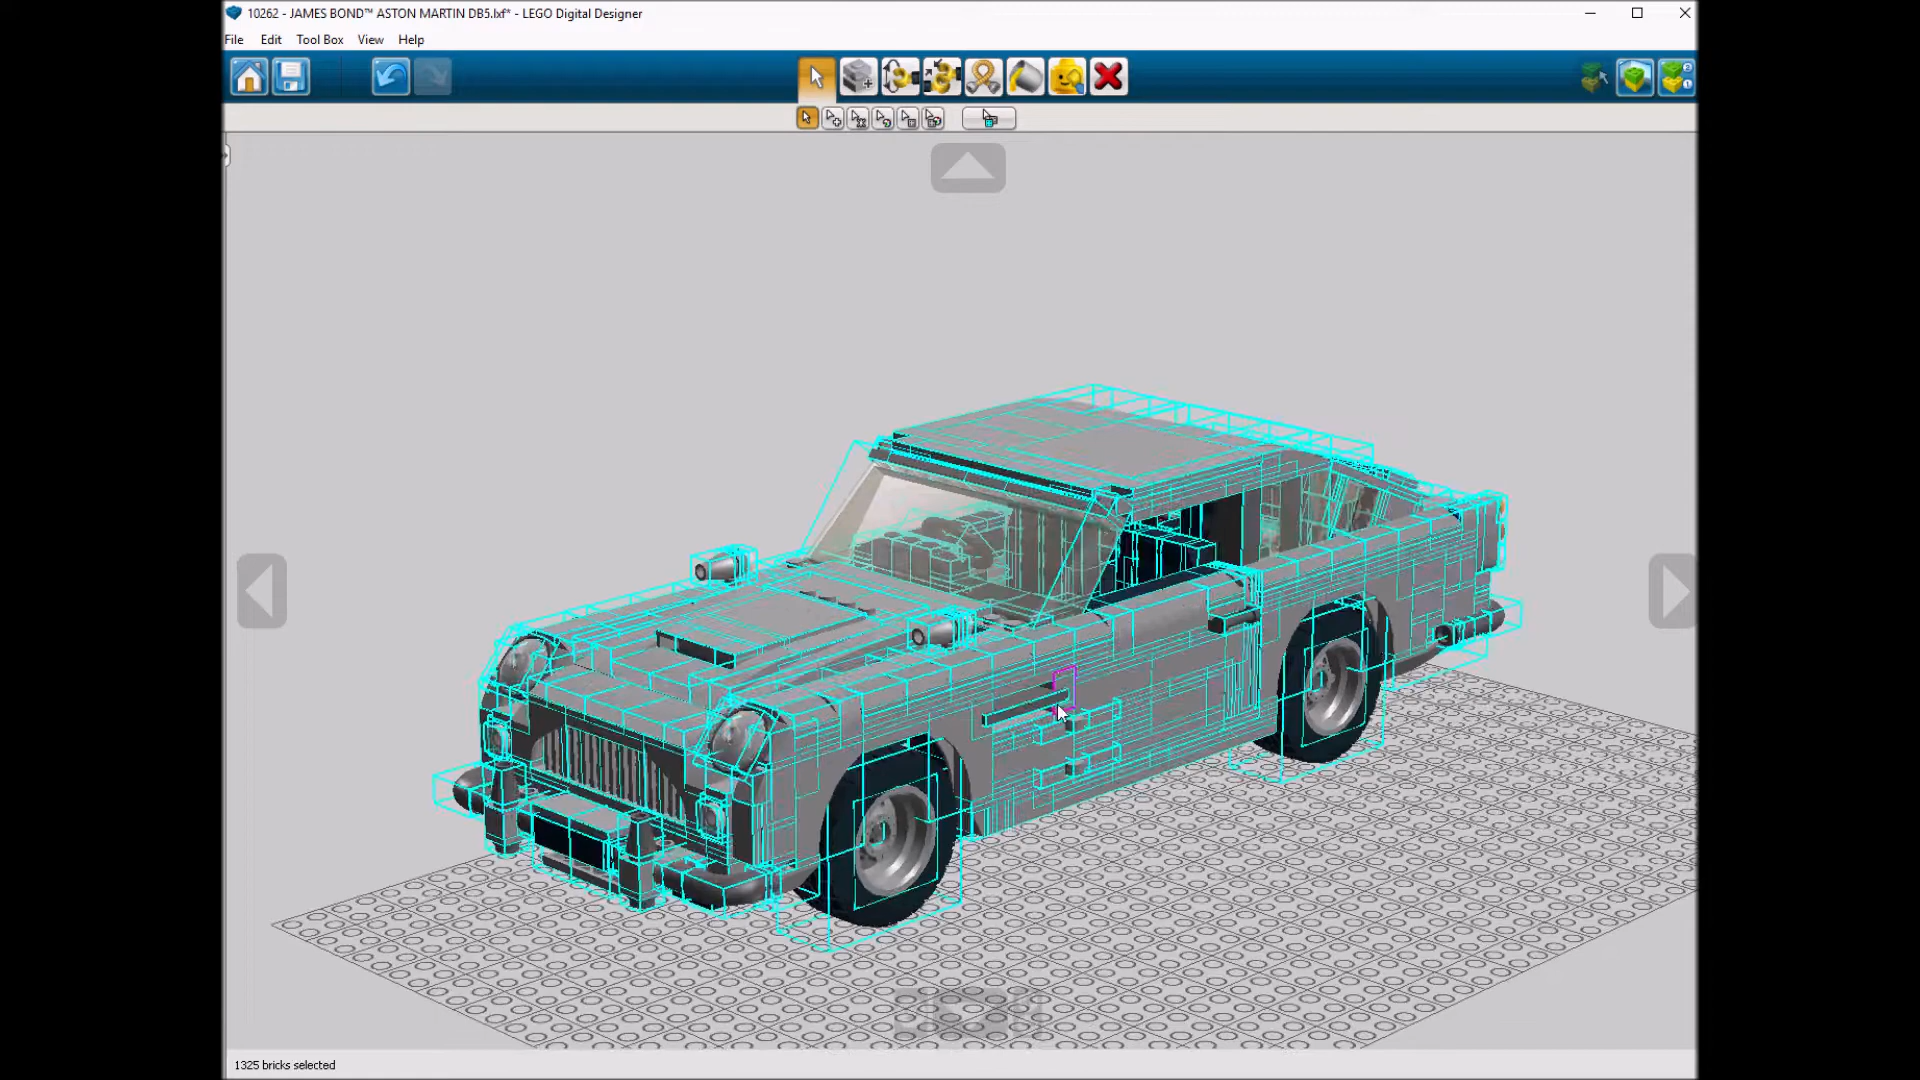 10262 - JAMES BOND™ ASTON MARTIN DB5.lxf* - LEGO Digital Designer
File Edit Tool Box View Help
1325 bricks selected